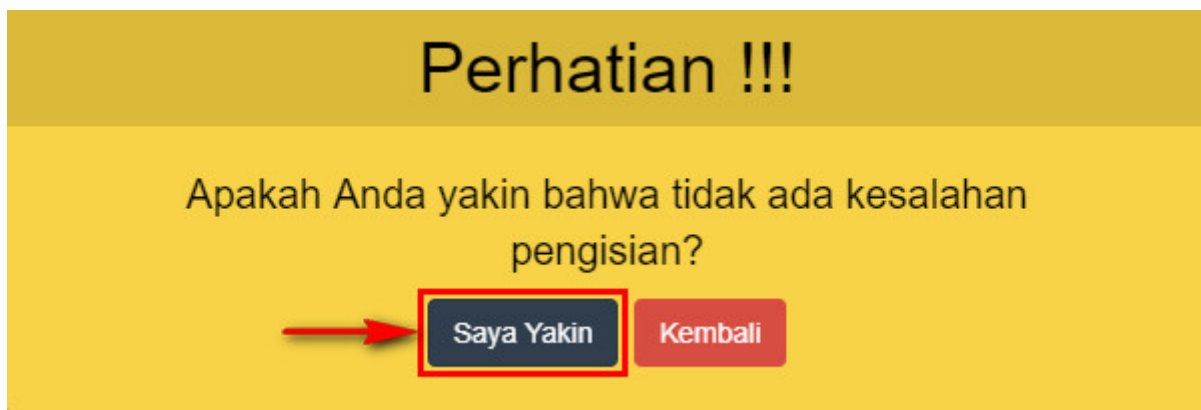 Perhatian !!!
Apakah Anda yakin bahwa tidak ada kesalahan
pengisian?
Saya Yakin
Kembali